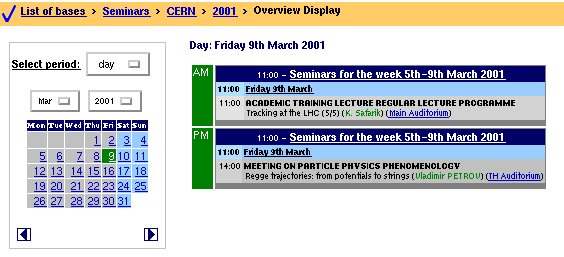 List of bases > Seminars > CERN > 2001 > Overview Display
Day: Friday 9th March 2001
Select period: day
Mar 2001
Mon Tue Wed Thu Fri Sat Sun
1 2 3 4
5 6 7 8 9 10 11
12 13 14 15 16 17 18
19 20 21 22 23 24 25
26 27 28 29 30 31
AM
11:00 - Seminars for the week 5th-9th March 2001
11:00 Friday 9th March
11:00 ACADEMIC TRAINING LECTURE REGULAR LECTURE PROGRAMME
Tracking at the LHC (5/5) (K. Safarik) (Main Auditorium)
PM
11:00 - Seminars for the week 5th-9th March 2001
11:00 Friday 9th March
14:00 MEETING ON PARTICLE PHYSICS PHENOMENOLOGY
Regge trajectories: from potentials to strings (Vladimir PETROV) (TH Auditorium)